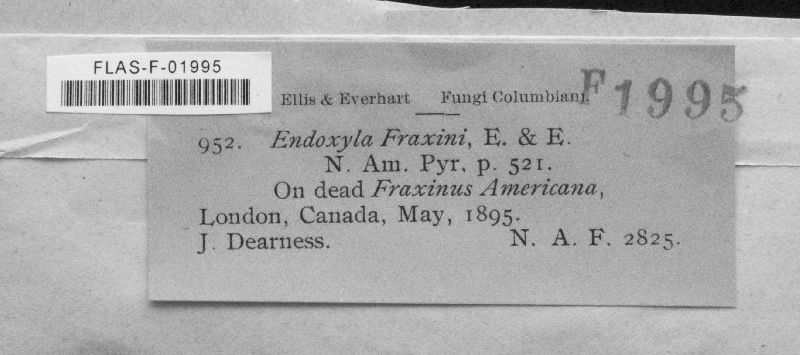 FLAS-F-01995
Ellis & Everhart Fungi Columbiani.
F1995
952. Endoxyla Fraxini, E. & E.
N. Am. Pyr. p. 521.
On dead Fraxinus Americana,
London, Canada, May, 1895.
J. Dearness. N. A. F. 2825.